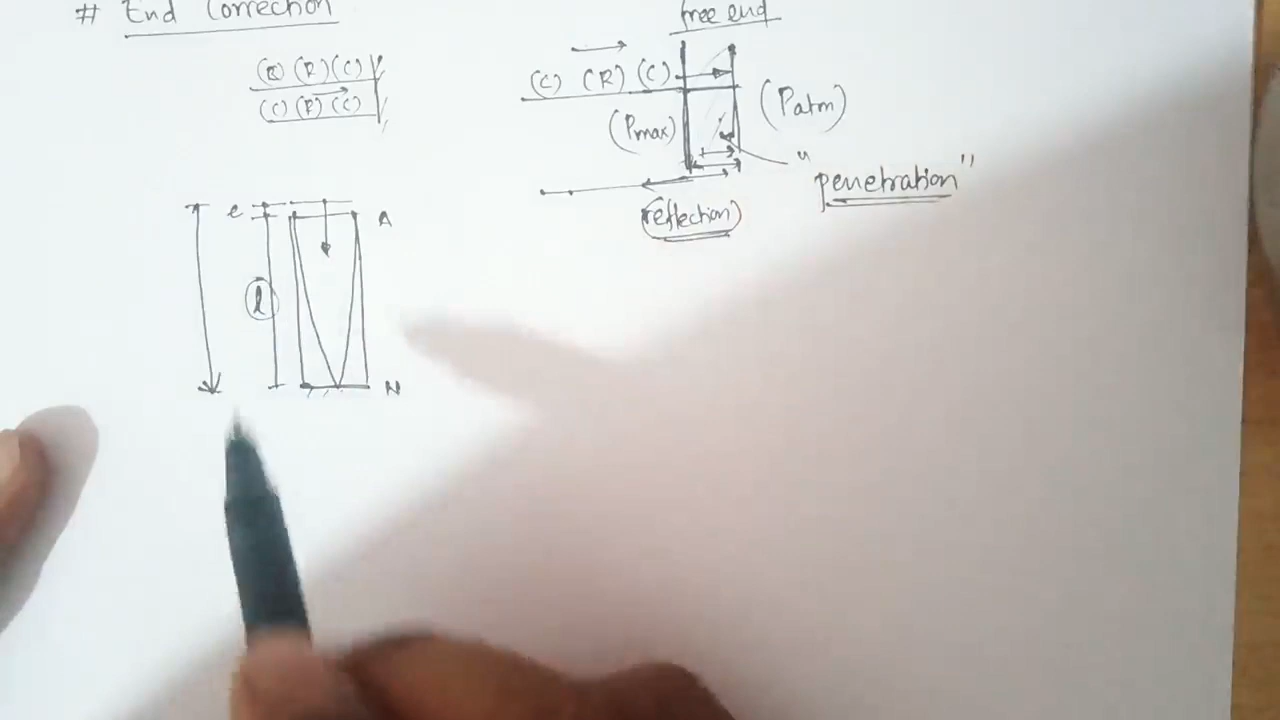 # End Correction
free end
(R) (R) (C)
(C) (R) (C)
(C) (R) (C)
(Pmax)
(Patm)
"penetration"
(reflection)
e
A
l
N